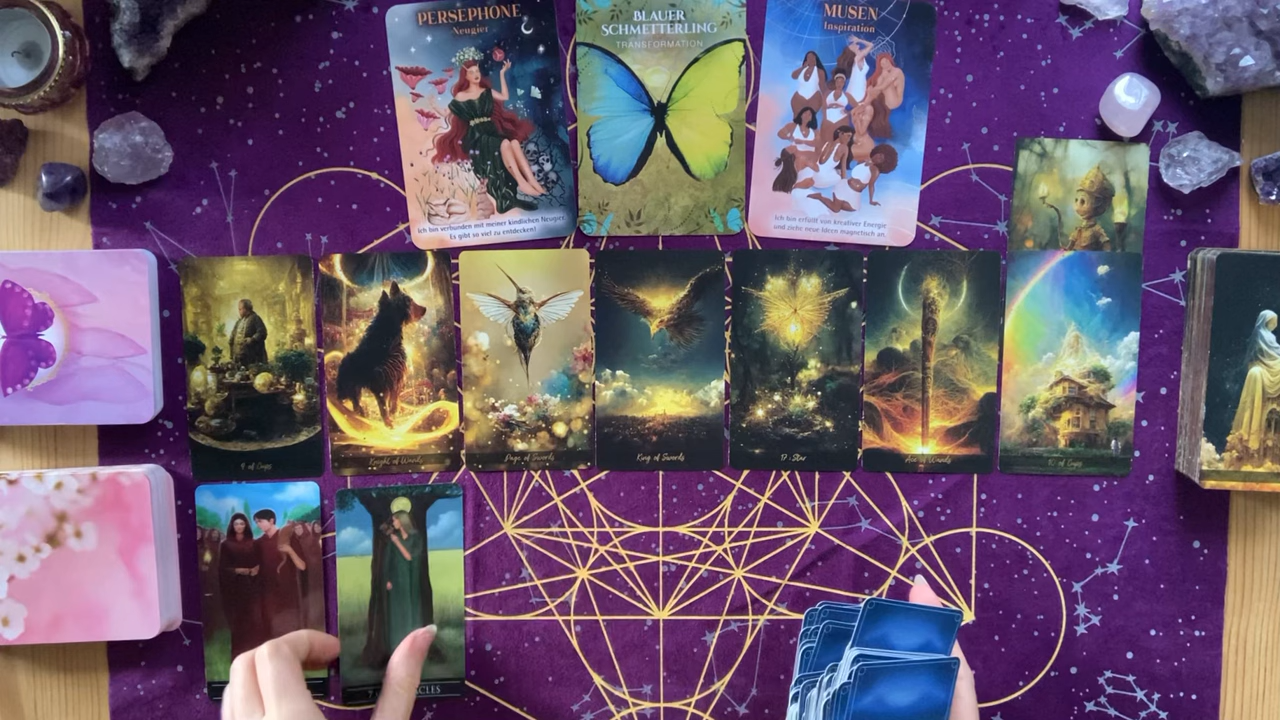 PERSEPHONE
Neugier
Ich bin verbunden mit meiner kindlichen Neugier.
Es gibt so viel zu entdecken!
BLAUER
SCHMETTERLING
TRANSFORMATION
MUSEN
Inspiration
Ich bin erfüllt von kreativer Energie
und ziehe neue Ideen magnetisch an.
9 of Cups
Knight of Wands
Page of Swords
King of Swords
17 · Star
Ace of Wands
10 of Cups